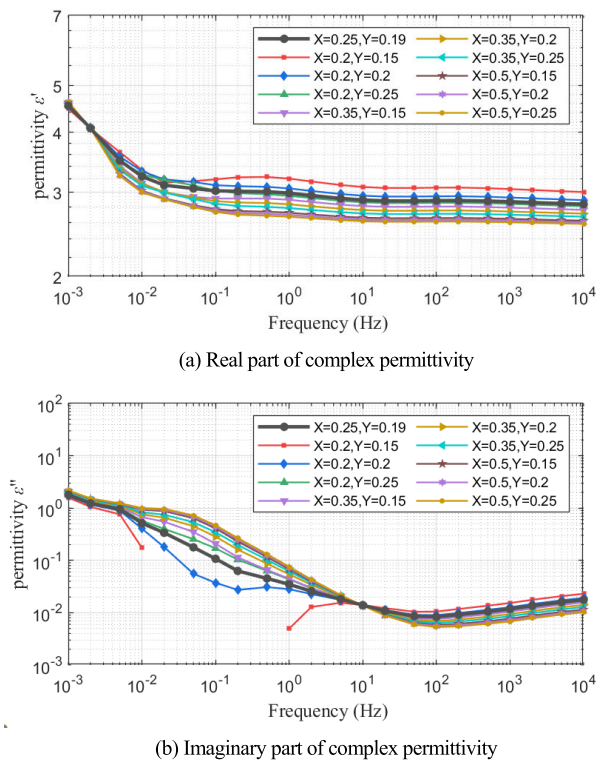 7
5
4
3
2
permittivity ε'
X=0.25,Y=0.19
X=0.2,Y=0.15
X=0.2,Y=0.2
X=0.2,Y=0.25
X=0.35,Y=0.15
X=0.35,Y=0.2
X=0.35,Y=0.25
X=0.5,Y=0.15
X=0.5,Y=0.2
X=0.5,Y=0.25
10⁻³ 10⁻² 10⁻¹ 10⁰ 10¹ 10² 10³ 10⁴
Frequency (Hz)
(a) Real part of complex permittivity
10²
10¹
10⁰
10⁻¹
10⁻²
10⁻³
permittivity ε''
X=0.25,Y=0.19
X=0.2,Y=0.15
X=0.2,Y=0.2
X=0.2,Y=0.25
X=0.35,Y=0.15
X=0.35,Y=0.2
X=0.35,Y=0.25
X=0.5,Y=0.15
X=0.5,Y=0.2
X=0.5,Y=0.25
10⁻³ 10⁻² 10⁻¹ 10⁰ 10¹ 10² 10³ 10⁴
Frequency (Hz)
(b) Imaginary part of complex permittivity